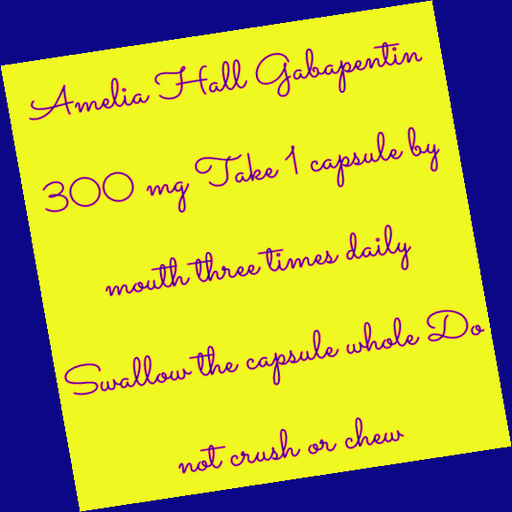 Amelia Hall Gabapentin
300 mg Take 1 capsule by
mouth three times daily
Swallow the capsule whole Do
not crush or chew